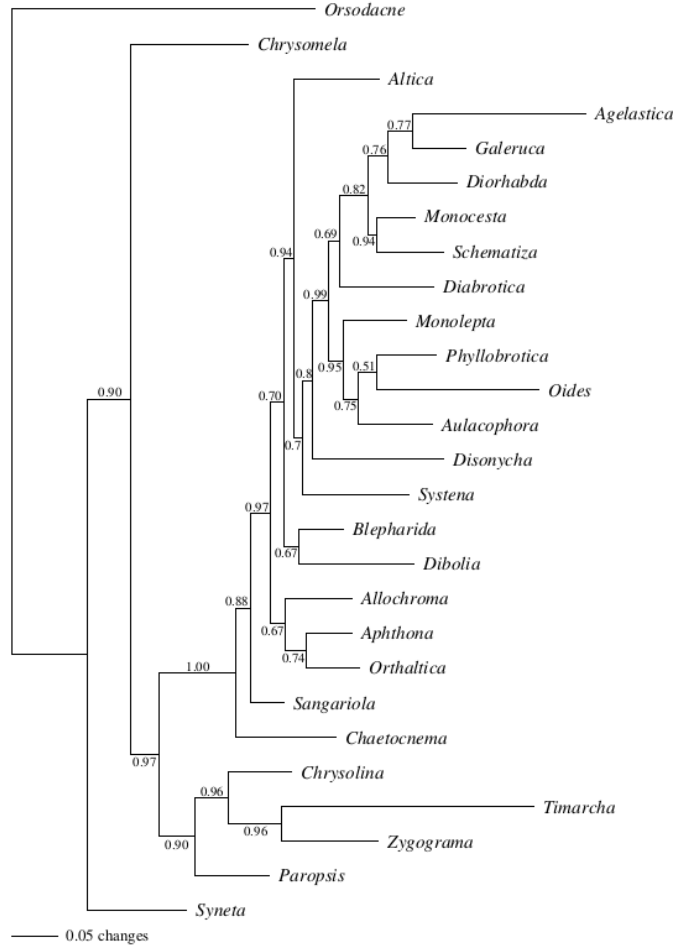 Orsodacne
Chrysomela
Altica
Agelastica
0.77
Galeruca
0.76
Diorhabda
0.82
Monocesta
0.94
Schematiza
0.69
0.94
Diabrotica
0.99
Monolepta
Phyllobrotica
0.95
0.51
0.8
Oides
0.90
0.70
0.75
Aulacophora
0.7
Disonycha
Systena
0.97
Blepharida
0.67
Dibolia
0.88
Allochroma
0.67
Aphthona
0.74
1.00
Orthaltica
Sangariola
Chaetocnema
0.97
Chrysolina
0.96
Timarcha
0.96
Zygograma
0.90
Paropsis
Syneta
0.05 changes